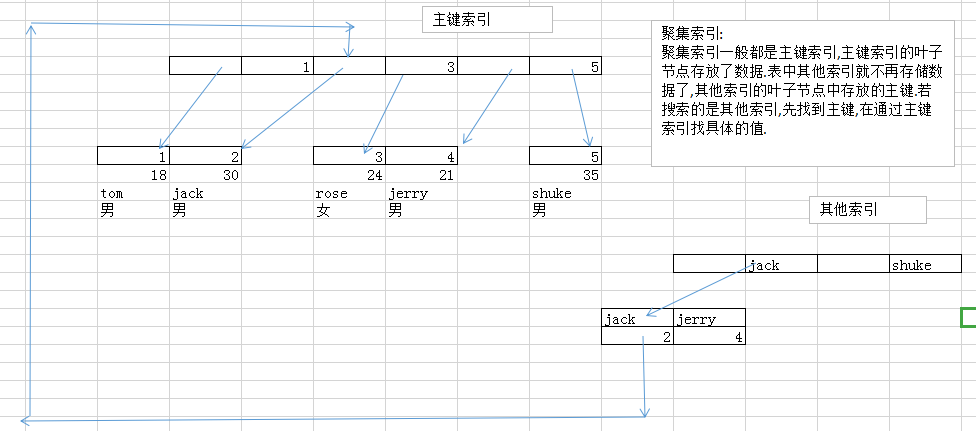 主键索引
聚集索引:
聚集索引一般都是主键索引,主键索引的叶子
节点存放了数据.表中其他索引就不再存储数
据了,其他索引的叶子节点中存放的主键.若
搜索的是其他索引,先找到主键,在通过主键
索引找具体的值.
1 3 5
1 2 3 4 5
18 30 24 21 35
tom jack rose jerry shuke
男 男 女 男 男
其他索引
jack shuke
jack jerry
2 4